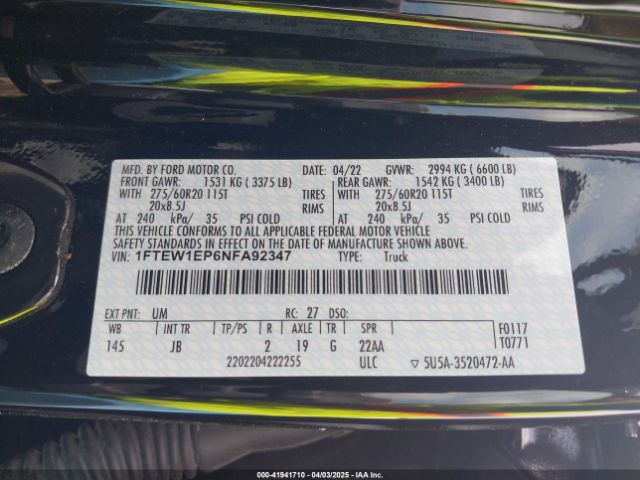 MFD. BY FORD MOTOR CO. 04/22 GVWR: 2994 KG ( 6600 LB)
FRONT GAWR: 1531 KG ( 3375 LB) REAR GAWR: 1542 KG ( 3400 LB)
WITH 275/60R20 115T TIRES WITH 275/60R20 115T TIRES
20x8.5J RIMS 20x8.5J RIMS
AT 240 kPa/ 35 PSI COLD AT 240 kPa/ 35 PSI COLD
THIS VEHICLE CONFORMS TO ALL APPLICABLE FEDERAL MOTOR VEHICLE
SAFETY AND THEFT PREVENTION STANDARDS IN EFFECT ON THE DATE OF MANUFACTURE SHOWN ABOVE.
VIN: 1FTEW1EP6NFA92347 TYPE: Truck
EXT PNT: UM RC: 27 DSO: F0117
WB INT TR TP/PS R AXLE TR SPR T0771
145 JB 2 19 G 22AA
2202204222255 ULC ▽ 5U5A-3520472-AA
000-41941710 - 04/03/2025 - IAA, Inc.